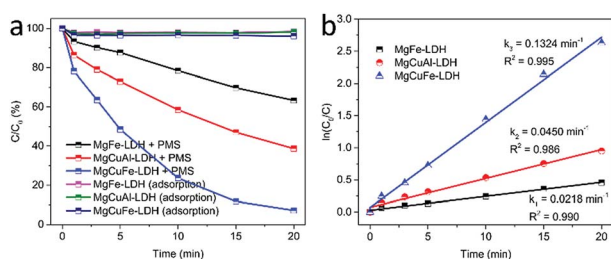 a
C/C₀ (%)
100
80
60
40
20
0
MgFe-LDH + PMS
MgCuAl-LDH + PMS
MgCuFe-LDH + PMS
MgFe-LDH (adsorption)
MgCuAl-LDH (adsorption)
MgCuFe-LDH (adsorption)
0 5 10 15 20
Time (min)
b
ln(C₀/C)
3.0
2.5
2.0
1.5
1.0
0.5
0.0
MgFe-LDH
MgCuAl-LDH
MgCuFe-LDH
k₃ = 0.1324 min⁻¹
R² = 0.995
k₂ = 0.0450 min⁻¹
R² = 0.986
k₁ = 0.0218 min⁻¹
R² = 0.990
0 5 10 15 20
Time (min)